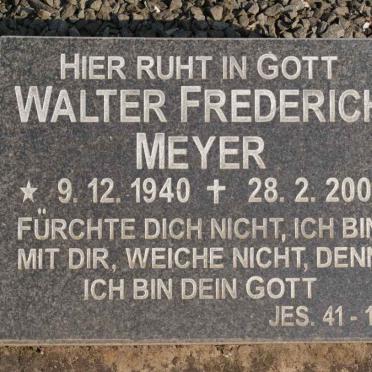 HIER RUHT IN GOTT
WALTER FREDERICH
MEYER
★ 9. 12. 1940 ✝ 28. 2. 200
FÜRCHTE DICH NICHT, ICH BIN
MIT DIR, WEICHE NICHT, DENN
ICH BIN DEIN GOTT
JES. 41 - 1